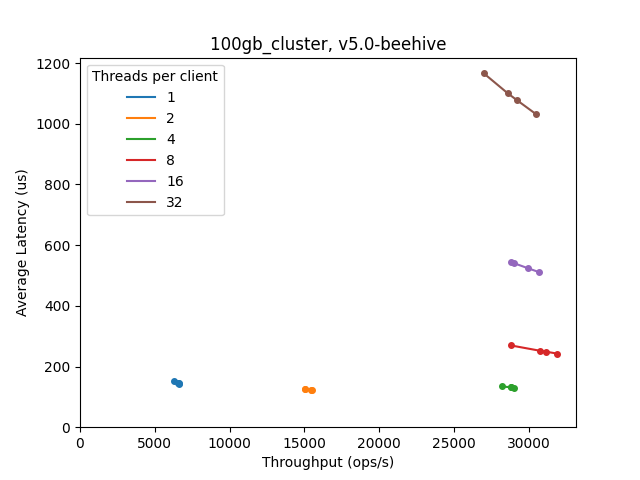 100gb_cluster, v5.0-beehive
1200
1000
800
600
400
200
0
Average Latency (us)
Threads per client
1
2
4
8
16
32
0 5000 10000 15000 20000 25000 30000
Throughput (ops/s)